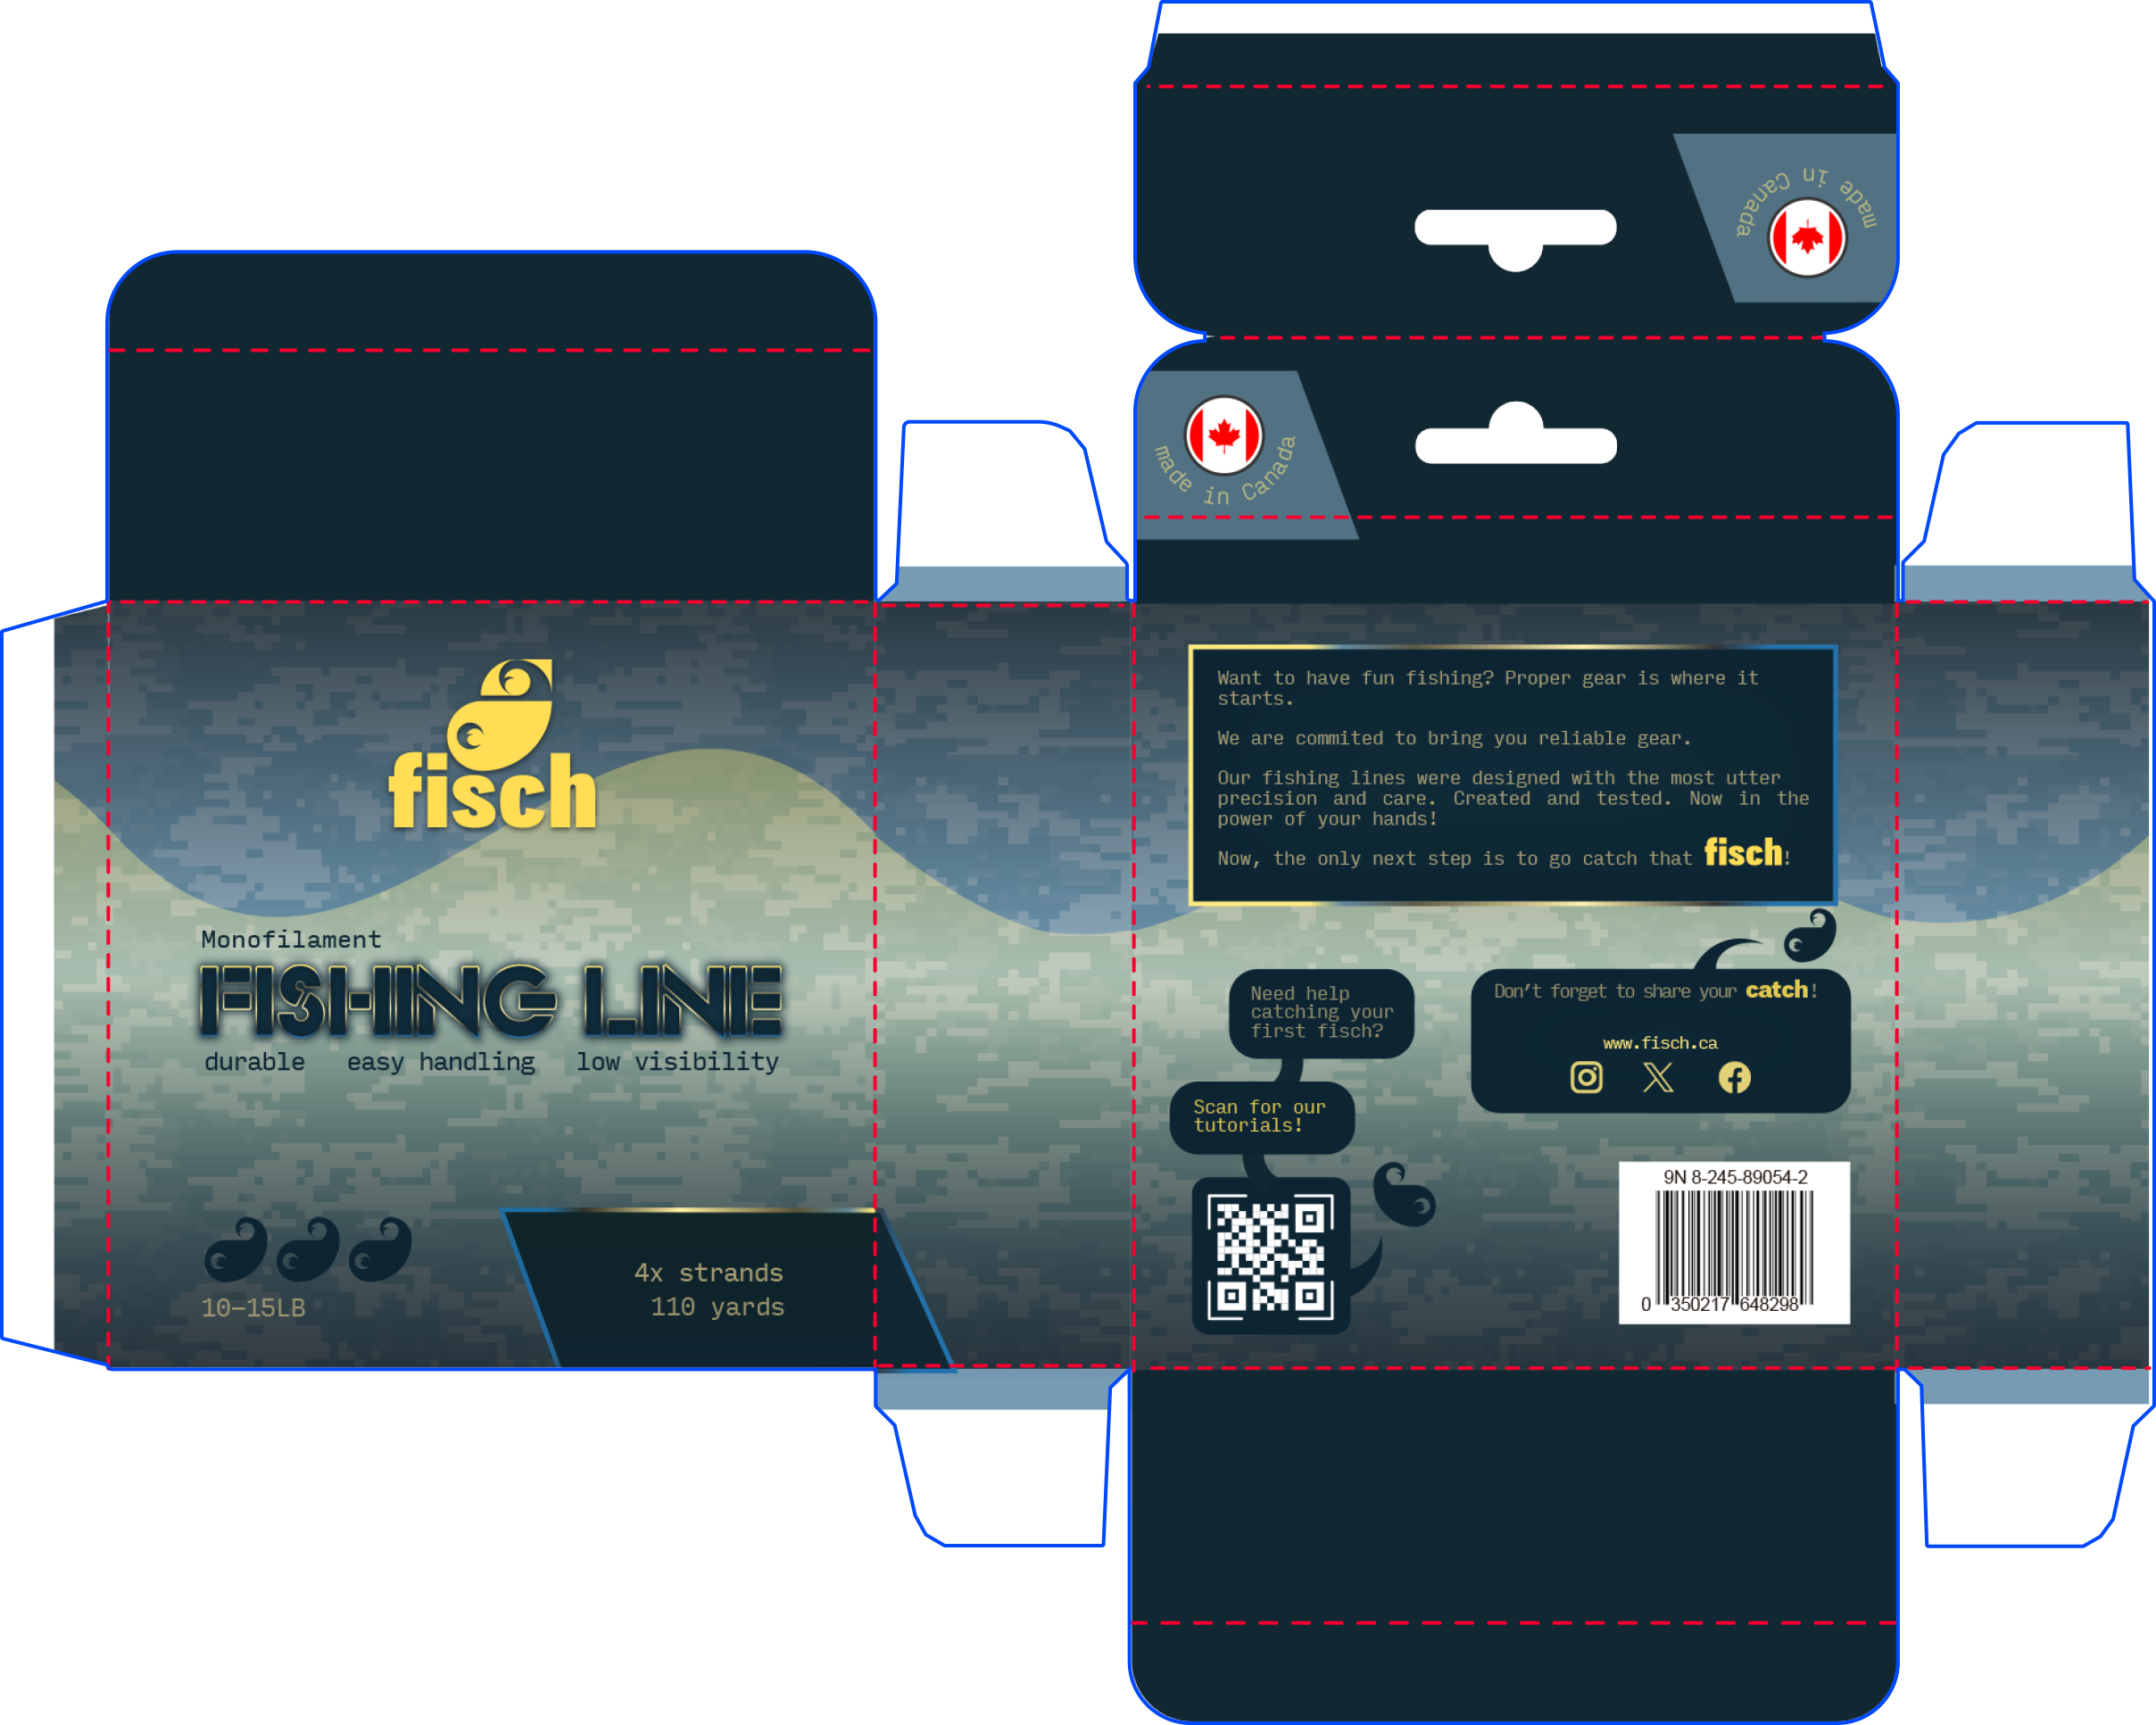 made in Canada
made in Canada
fisch
Monofilament
FISHING LINE
durable easy handling low visibility
10-15LB
4x strands
110 yards
Want to have fun fishing? Proper gear is where it
starts.
We are commited to bring you reliable gear.
Our fishing lines were designed with the most utter
precision and care. Created and tested. Now in the
power of your hands!
Now, the only next step is to go catch that fisch!
Need help
catching your
first fisch?
Scan for our
tutorials!
Don't forget to share your catch!
www.fisch.ca
9N 8-245-89054-2
0 350217 648298